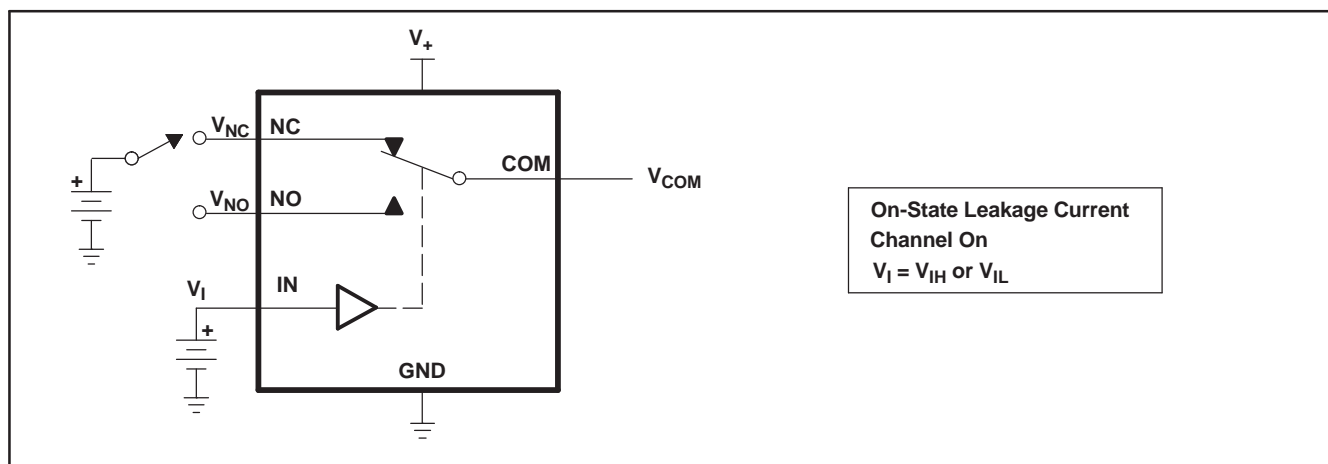 V+
VNC NC
COM
VCOM
+
VNO NO
On-State Leakage Current
Channel On
VI = VIH or VIL
VI IN
+
GND